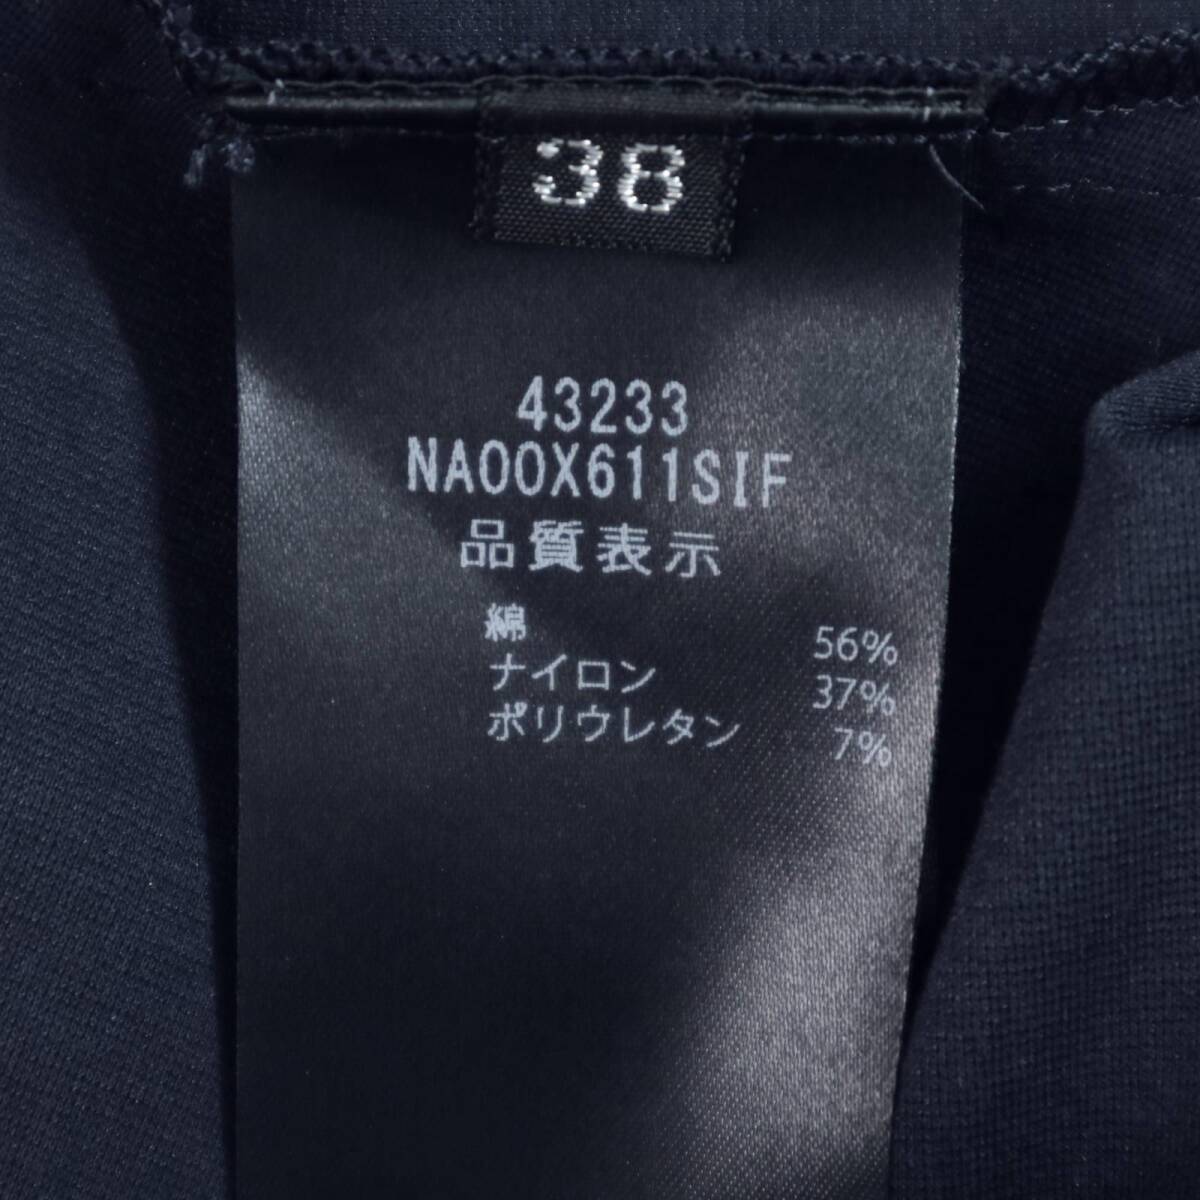 38
43233
NA00X611SIF
品質表示
綿 56%
ナイロン 37%
ポリウレタン 7%